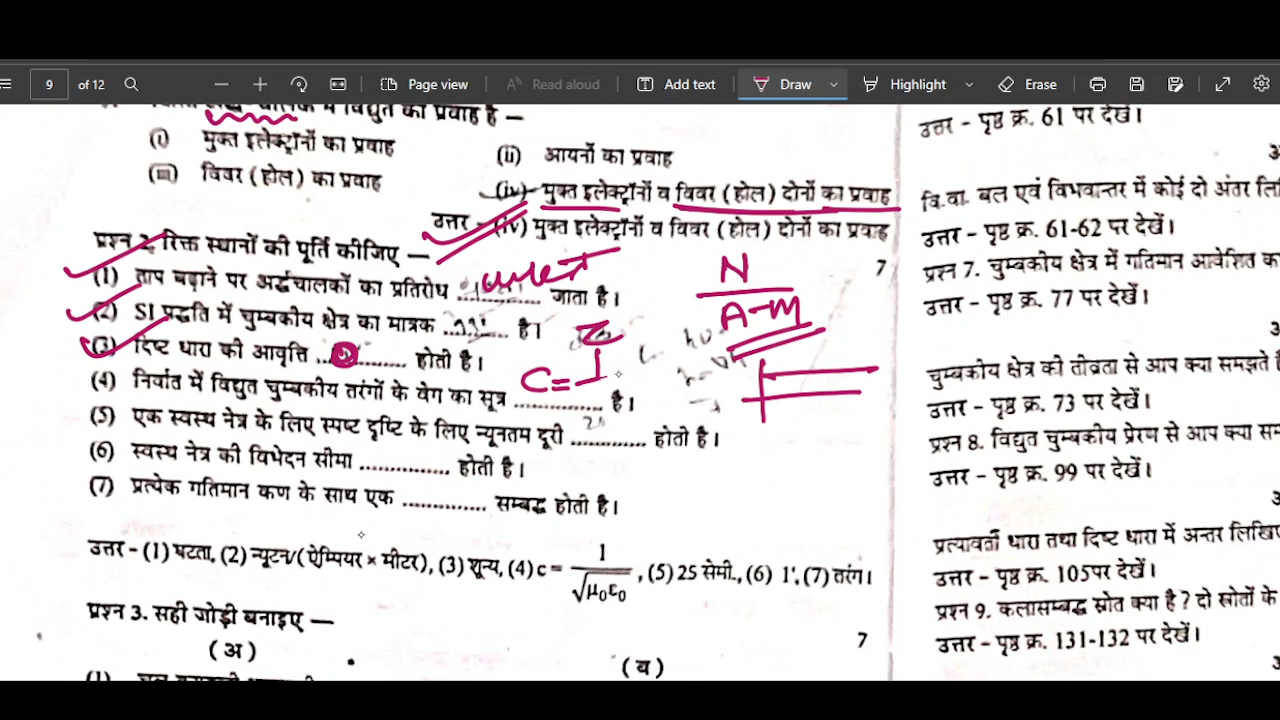 9 of 12 Page view Read aloud Add text Draw Highlight Erase
में विद्युत का प्रवाह है —
(i) मुक्त इलेक्ट्रॉनों का प्रवाह
(ii) आयनों का प्रवाह
(iii) विवर (होल) का प्रवाह
(iv) मुक्त इलेक्ट्रॉनों व विवर (होल) दोनों का प्रवाह
उत्तर - (iv) मुक्त इलेक्ट्रॉनों व विवर (होल) दोनों का प्रवाह
प्रश्न 2. रिक्त स्थानों की पूर्ति कीजिए —
7
(1) ताप बढ़ाने पर अर्द्धचालकों का प्रतिरोध .............. जाता है।
(2) SI पद्धति में चुम्बकीय क्षेत्र का मात्रक ............ है।
(3) दिष्ट धारा की आवृत्ति .............. होती है।
(4) निर्वात में विद्युत चुम्बकीय तरंगों के वेग का सूत्र .............. है।
(5) एक स्वस्थ नेत्र के लिए स्पष्ट दृष्टि के लिए न्यूनतम दूरी ............ होती है।
(6) स्वस्थ नेत्र की विभेदन सीमा .............. होती है।
(7) प्रत्येक गतिमान कण के साथ एक .............. सम्बद्ध होती है।
N
A-M
C = 1
उत्तर - (1) घटता, (2) न्यूटन/(ऐम्पियर × मीटर), (3) शून्य, (4) c = 1/√μ₀ε₀, (5) 25 सेमी., (6) 1', (7) तरंग।
प्रश्न 3. सही जोड़ी बनाइए —
7
(अ)
(ब)
उत्तर - पृष्ठ क्र. 61 पर देखें।
3
वि.वा. बल एवं विभवान्तर में कोई दो अंतर
उत्तर - पृष्ठ क्र. 61-62 पर देखें।
प्रश्न 7. चुम्बकीय क्षेत्र में गतिमान आवेशित
उत्तर - पृष्ठ क्र. 77 पर देखें।
3
चुम्बकीय क्षेत्र की तीव्रता से आप क्या समझते
उत्तर - पृष्ठ क्र. 73 पर देखें।
प्रश्न 8. विद्युत चुम्बकीय प्रेरण से आप क्या
उत्तर - पृष्ठ क्र. 99 पर देखें।
3
प्रत्यावर्ती धारा तथा दिष्ट धारा में अन्तर
उत्तर - पृष्ठ क्र. 105पर देखें।
प्रश्न 9. कलासम्बद्ध स्रोत क्या है ? दो स्रोतों के
उत्तर - पृष्ठ क्र. 131-132 पर देखें।
3